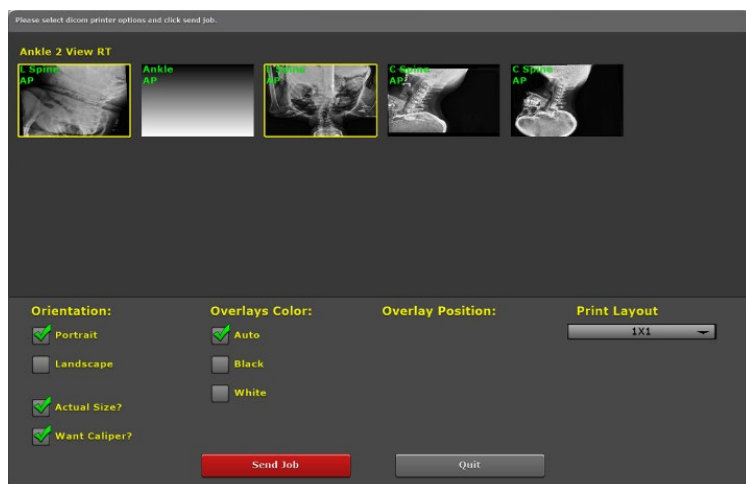 Please select dicom printer options and click send job.
Ankle 2 View RT
L Spine
AP
Ankle
AP
L Spine
AP
C Spine
AP
C Spine
AP
Orientation:
Portrait
Landscape
Actual Size?
Want Caliper?
Overlays Color:
Auto
Black
White
Overlay Position:
Print Layout
1X1
Send Job
Quit